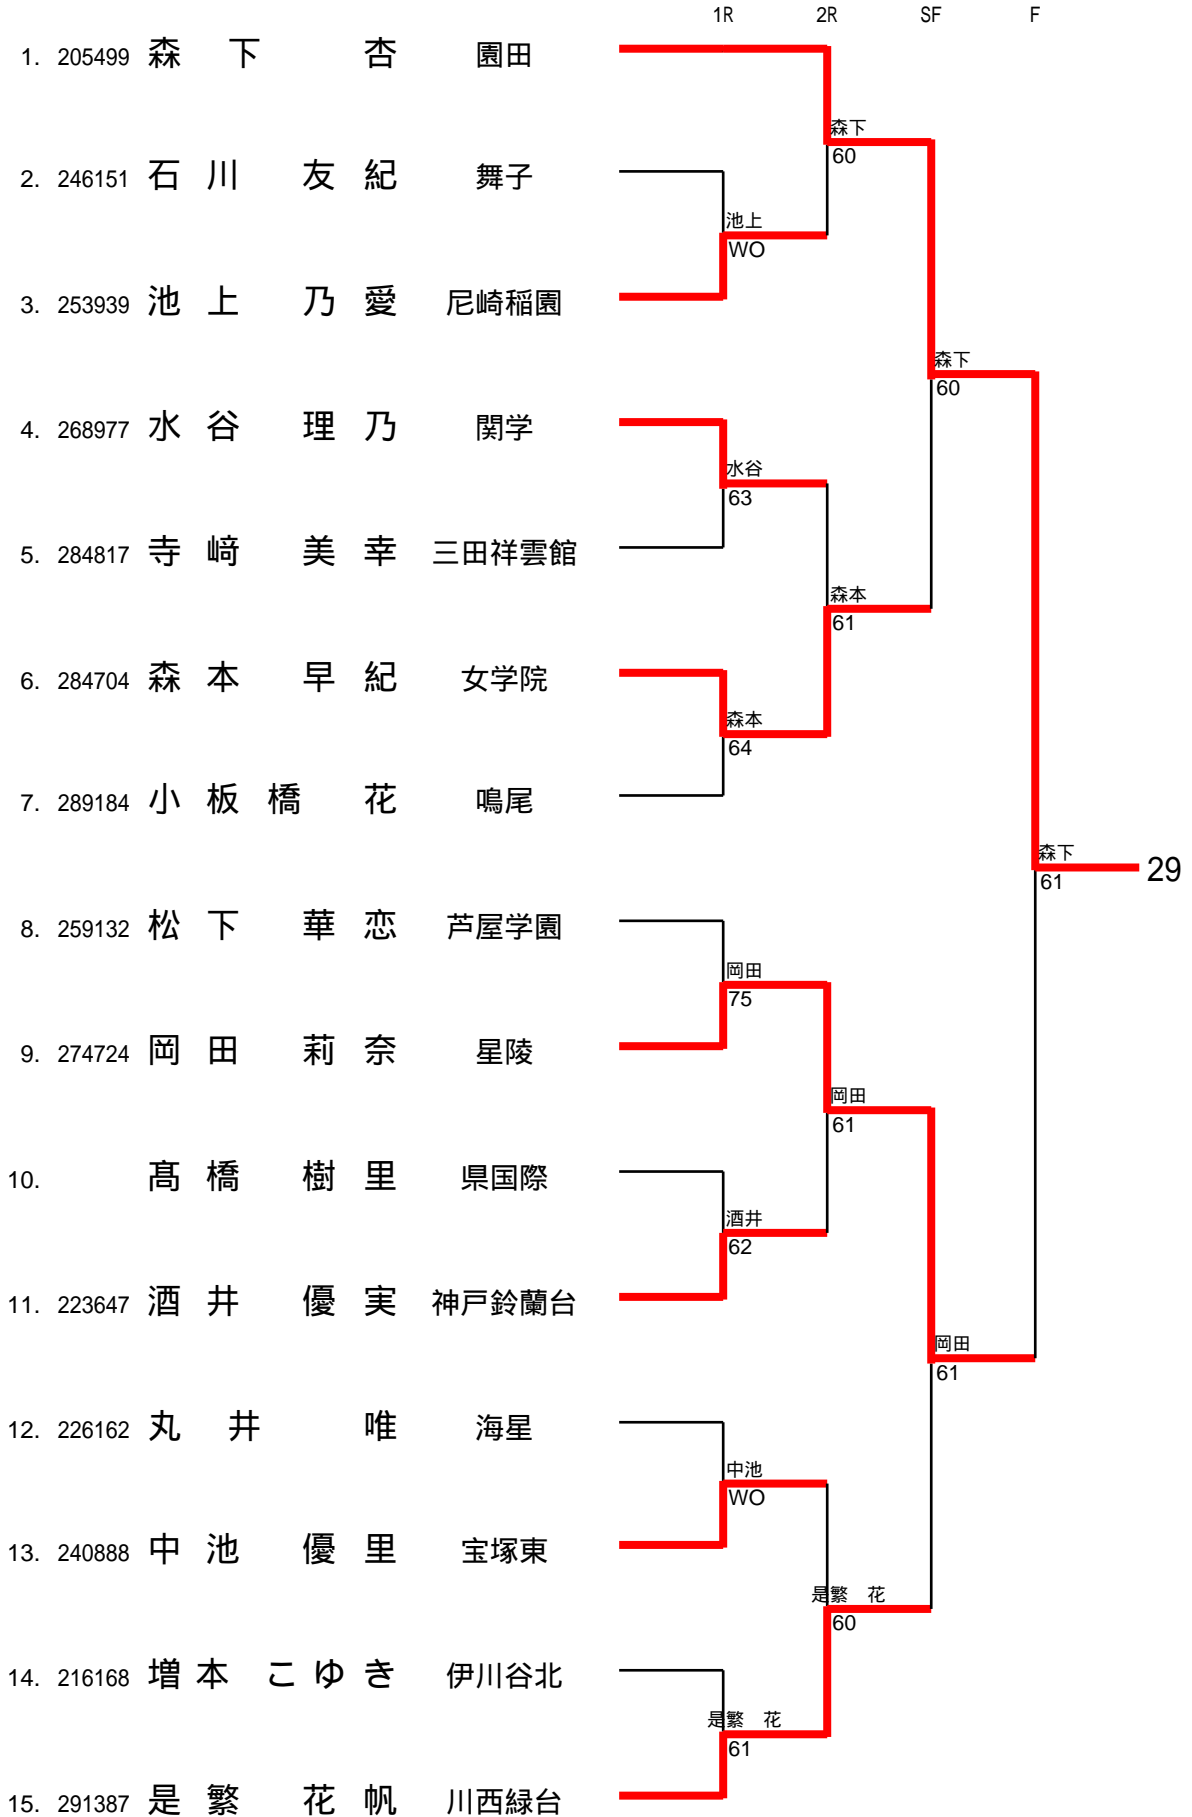 1R 2R SF F
1. 205499 森下 杏 園田
森下
60
2. 246151 石川 友紀 舞子
池上
WO
3. 253939 池上 乃愛 尼崎稲園
森下
60
4. 268977 水谷 理乃 関学
水谷
63
5. 284817 寺﨑 美幸 三田祥雲館
森本
61
6. 284704 森本 早紀 女学院
森本
64
7. 289184 小板橋 花 鳴尾
森下
61
29
8. 259132 松下 華恋 芦屋学園
岡田
75
9. 274724 岡田 莉奈 星陵
岡田
61
10. 髙橋 樹里 県国際
酒井
62
11. 223647 酒井 優実 神戸鈴蘭台
岡田
61
12. 226162 丸井 唯 海星
中池
WO
13. 240888 中池 優里 宝塚東
是繁 花
60
14. 216168 増本 こゆき 伊川谷北
是繁 花
61
15. 291387 是繁 花帆 川西緑台